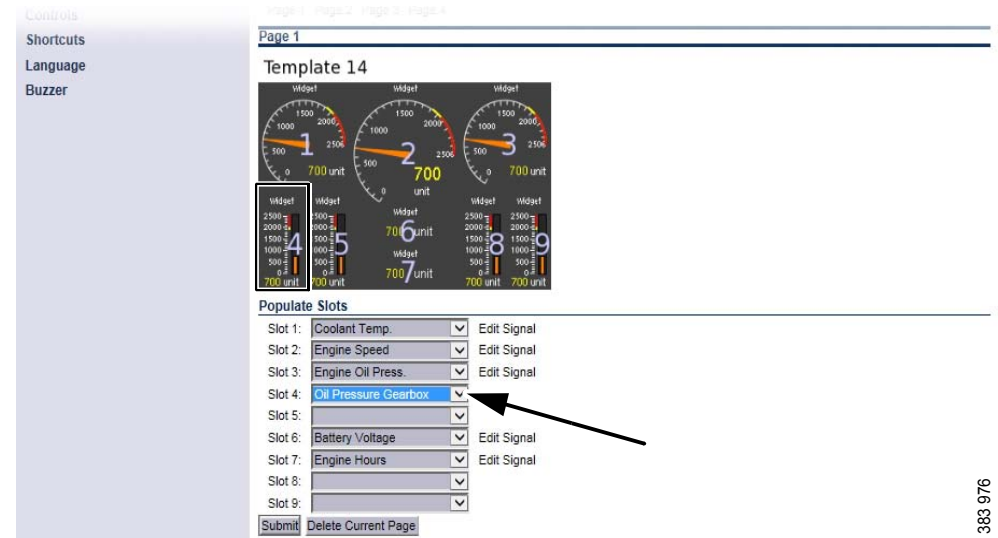 Controls
Page 1 Page 2 Page 3 Page 4
Shortcuts
Language
Buzzer
Page 1
Template 14
Widget Widget Widget
0 500 1000 1500 2000 2500
1
700 unit
0 500 1000 1500 2000 2500
2
700
unit
0 500 1000 1500 2000 2500
3
700 unit
Widget Widget Widget Widget Widget
2500 2500 2500 2500
2000 2000 2000 2000
1500 1500 1500 1500
1000 1000 1000 1000
500 500 500 500
0 0 0 0
4 5 6 8 9
700 unit
Widget
7
700 unit
700 unit 700 unit 700 unit 700 unit
Populate Slots
Slot 1: Coolant Temp. Edit Signal
Slot 2: Engine Speed Edit Signal
Slot 3: Engine Oil Press. Edit Signal
Slot 4: Oil Pressure Gearbox
Slot 5:
Slot 6: Battery Voltage Edit Signal
Slot 7: Engine Hours Edit Signal
Slot 8:
Slot 9:
Submit Delete Current Page
383 976